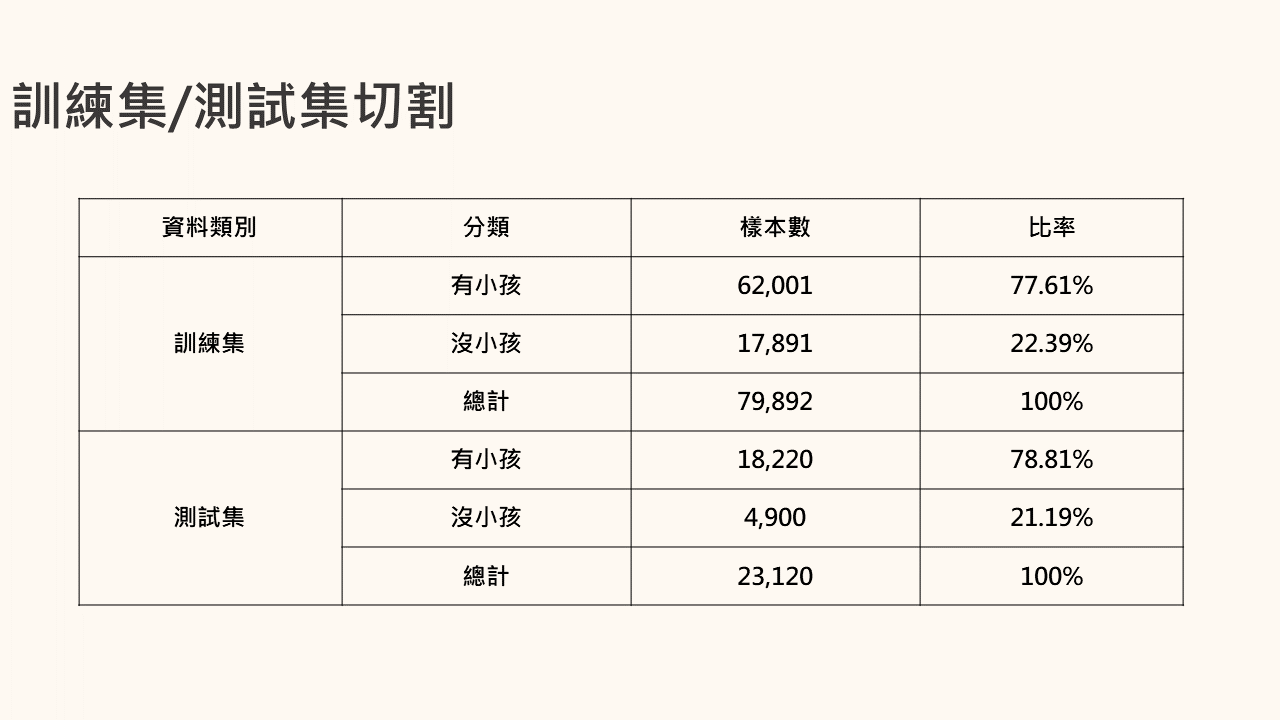 訓練集/測試集切割
資料類別 分類 樣本數 比率
訓練集 有小孩 62,001 77.61%
沒小孩 17,891 22.39%
總計 79,892 100%
測試集 有小孩 18,220 78.81%
沒小孩 4,900 21.19%
總計 23,120 100%